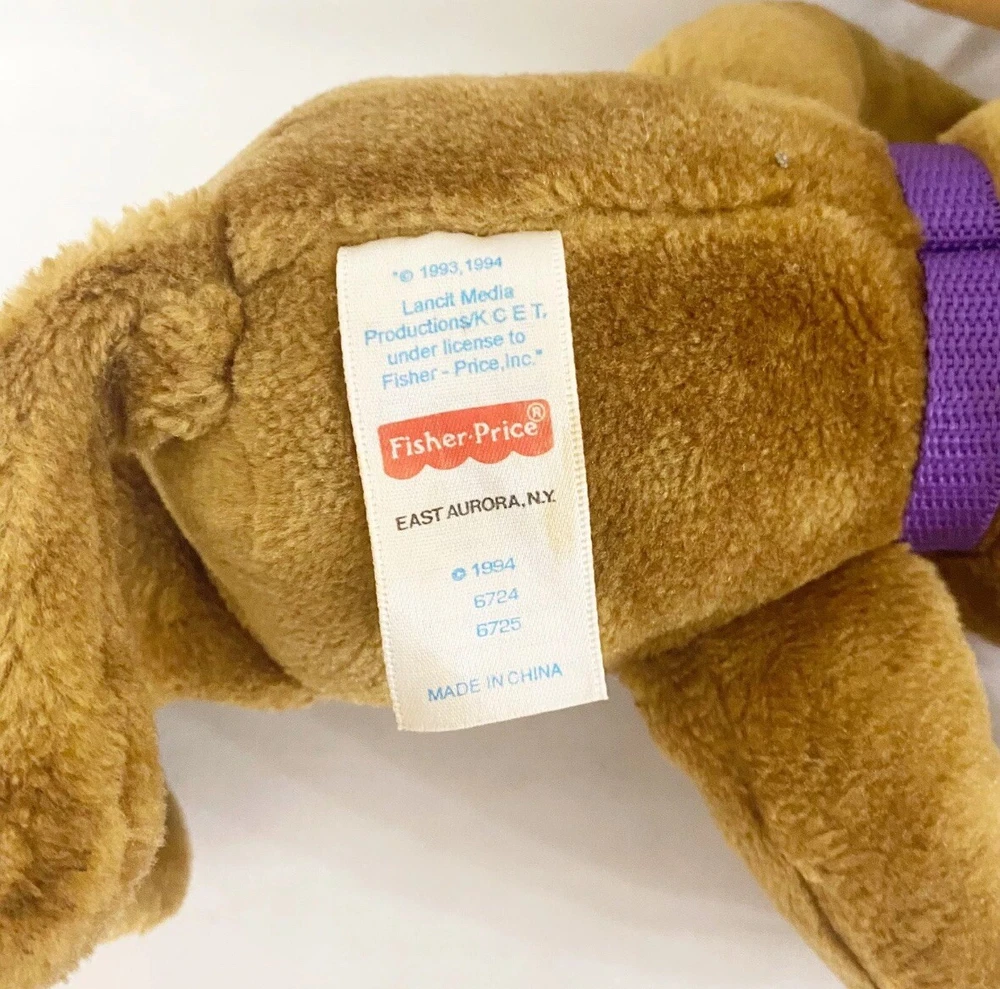 "© 1993,1994
Lancit Media
Productions/K C E T,
under license to
Fisher - Price,Inc."
Fisher-Price®
EAST AURORA, N.Y.
© 1994
6724
6725
MADE IN CHINA